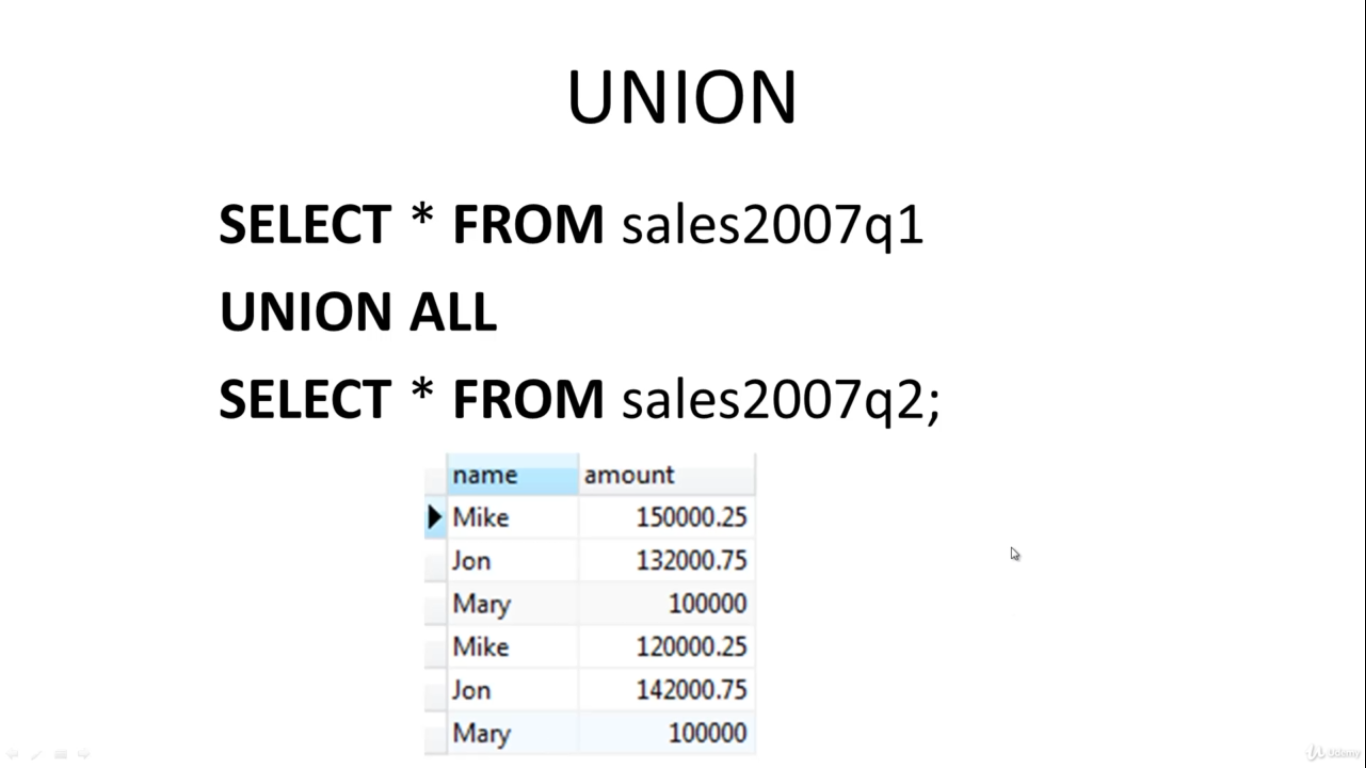 UNION
SELECT * FROM sales2007q1
UNION ALL
SELECT * FROM sales2007q2;
name amount
Mike 150000.25
Jon 132000.75
Mary 100000
Mike 120000.25
Jon 142000.75
Mary 100000
Udemy